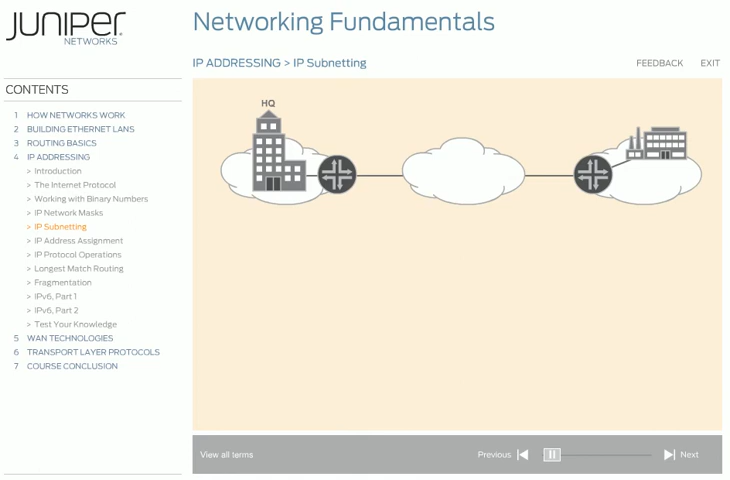 JUNIPER
NETWORKS
Networking Fundamentals
IP ADDRESSING > IP Subnetting
FEEDBACK EXIT
CONTENTS
1 HOW NETWORKS WORK
2 BUILDING ETHERNET LANS
3 ROUTING BASICS
4 IP ADDRESSING
> Introduction
> The Internet Protocol
> Working with Binary Numbers
> IP Network Masks
> IP Subnetting
> IP Address Assignment
> IP Protocol Operations
> Longest Match Routing
> Fragmentation
> IPv6, Part 1
> IPv6, Part 2
> Test Your Knowledge
5 WAN TECHNOLOGIES
6 TRANSPORT LAYER PROTOCOLS
7 COURSE CONCLUSION
HQ
View all terms
Previous
Next